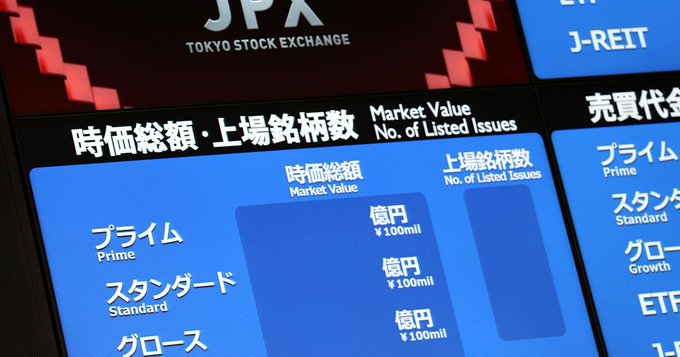 JPX
TOKYO STOCK EXCHANGE
J-REIT
時価総額・上場銘柄数 Market Value
No. of Listed Issues
時価総額
Market Value
上場銘柄数
No. of Listed Issues
プライム
Prime
億円
¥100mil
スタンダード
Standard
億円
¥100mil
グロース
億円
¥100mil
売買代金
プライム
Prime
スタンダ
Standard
グロース
Growth
ETF